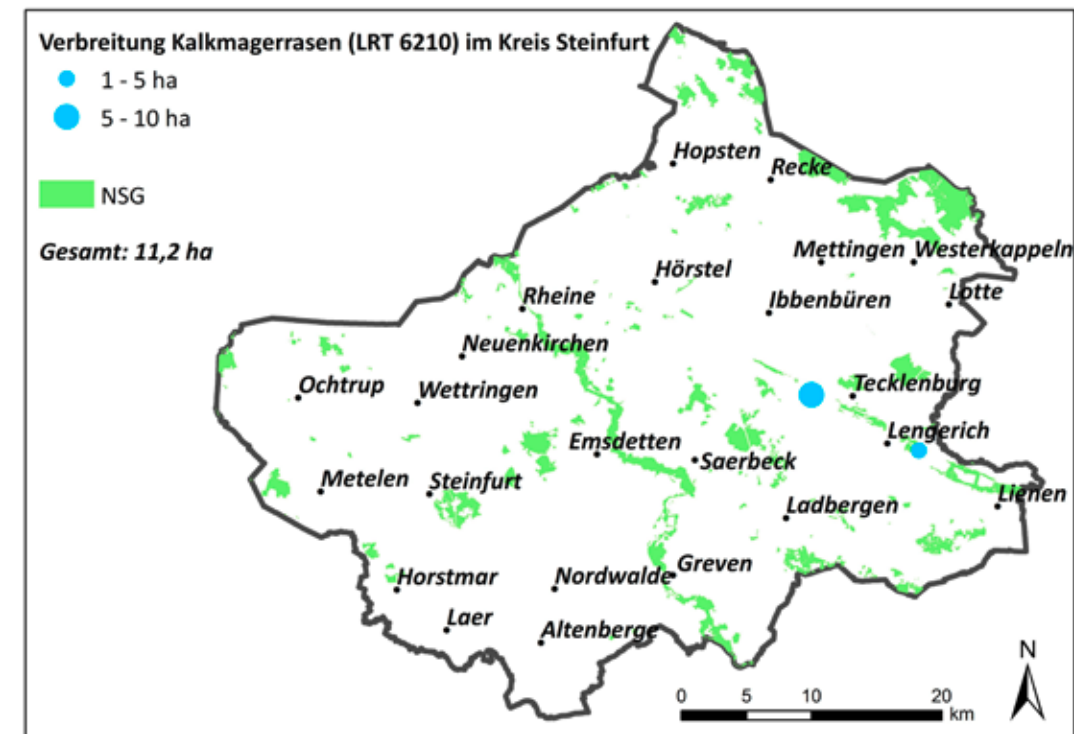 Verbreitung Kalkmagerrasen (LRT 6210) im Kreis Steinfurt
1 - 5 ha
5 - 10 ha
NSG
Gesamt: 11,2 ha
Hopsten
Recke
Mettingen
Westerkappeln
Hörstel
Rheine
Ibbenbüren
Lotte
Neuenkirchen
Ochtrup
Wettringen
Tecklenburg
Emsdetten
Lengerich
Saerbeck
Metelen
Steinfurt
Ladbergen
Lienen
Horstmar
Nordwalde
Greven
Laer
Altenberge
N
0 5 10 20
km